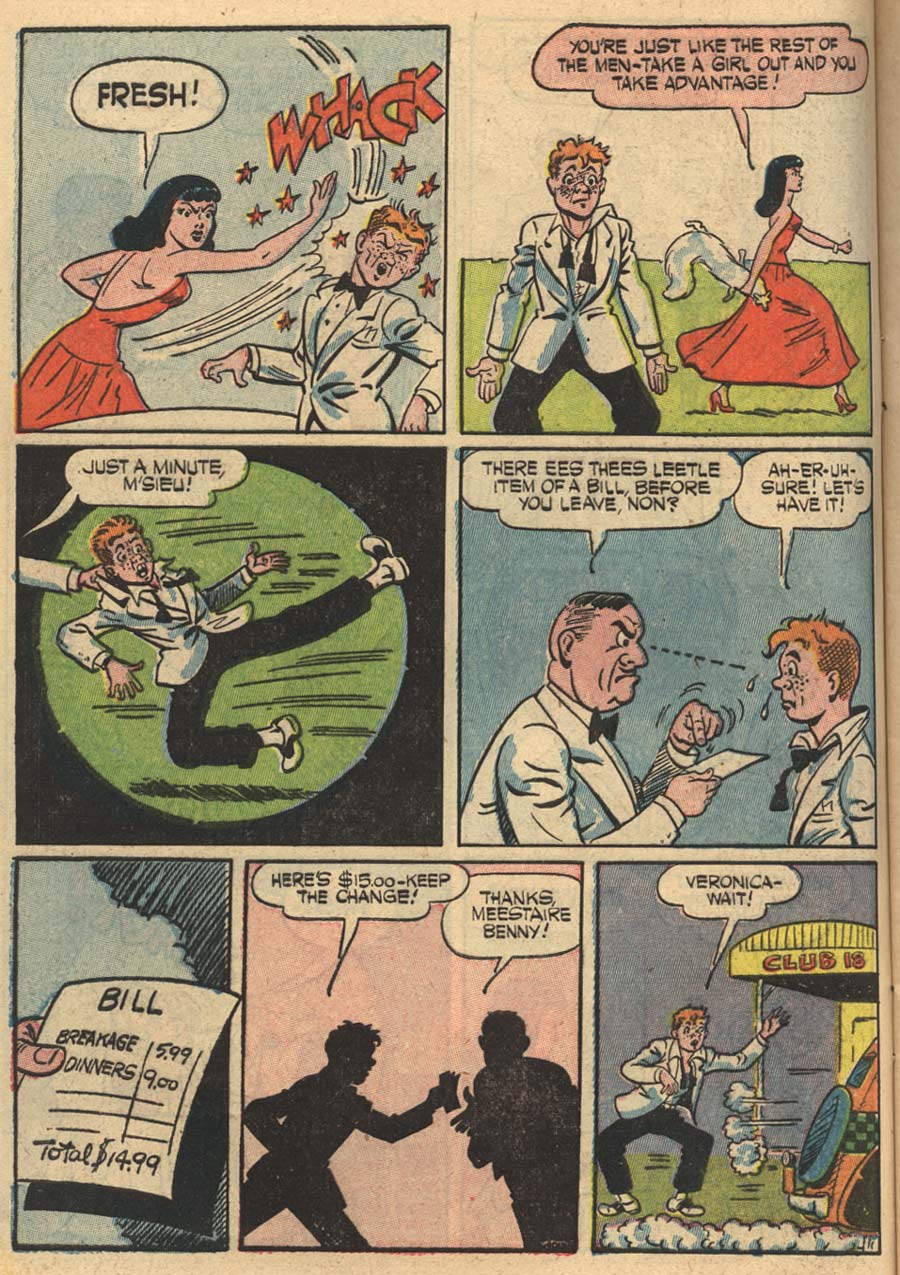 FRESH!
WHACK
YOU'RE JUST LIKE THE REST OF
THE MEN-TAKE A GIRL OUT AND YOU
TAKE ADVANTAGE!
JUST A MINUTE,
M'SIEU!
THERE EES THEES LEETLE
ITEM OF A BILL, BEFORE
YOU LEAVE, NON?
AH-ER-UH-
SURE! LET'S
HAVE IT!
BILL
BREAKAGE 5.99
DINNERS 9.00
Total $14.99
HERE'S $15.00-KEEP
THE CHANGE!
THANKS,
MEESTAIRE
BENNY!
VERONICA-
WAIT!
CLUB 18